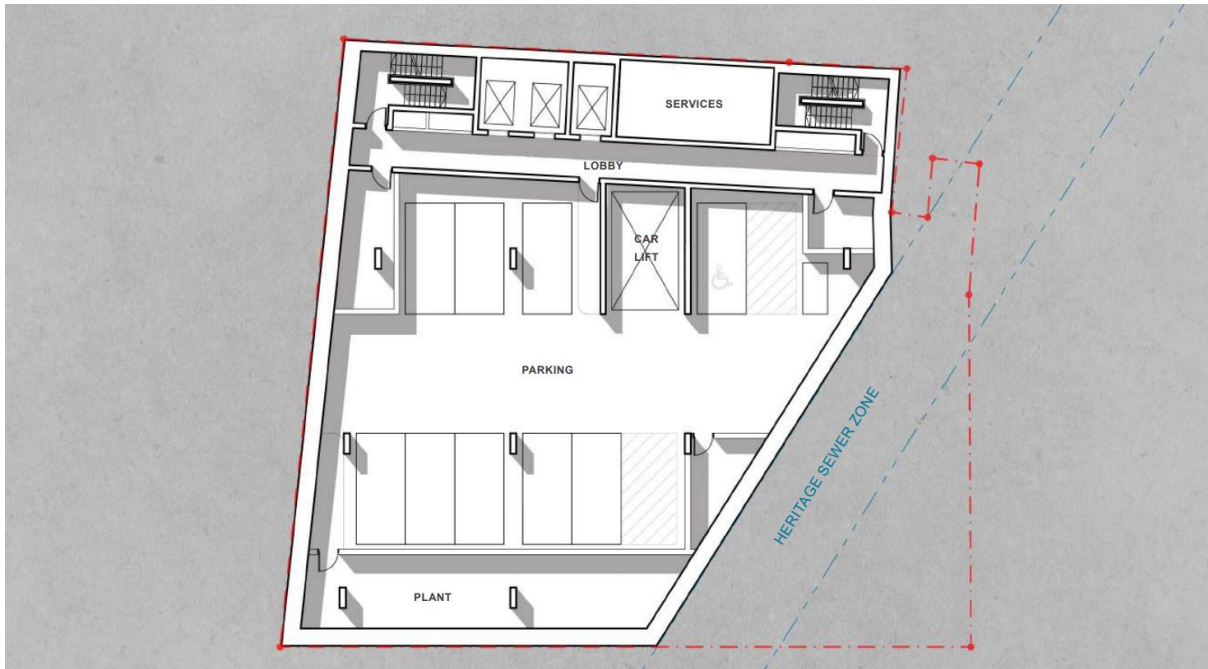 SERVICES
LOBBY
CAR
LIFT
PARKING
HERITAGE SEWER ZONE
PLANT